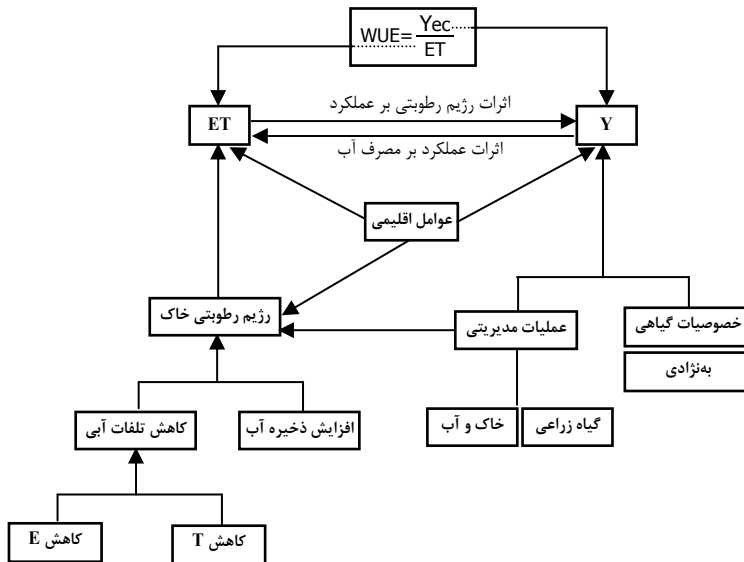 WUE= Yec
ET
اثرات رژیم رطوبتی بر عملکرد
ET
Y
اثرات عملکرد بر مصرف آب
عوامل اقلیمی
رژیم رطوبتی خاک
عملیات مدیریتی
خصوصیات گیاهی
به‌نژادی
کاهش تلفات آبی
افزایش ذخیره آب
خاک و آب
گیاه زراعی
کاهش E
کاهش T